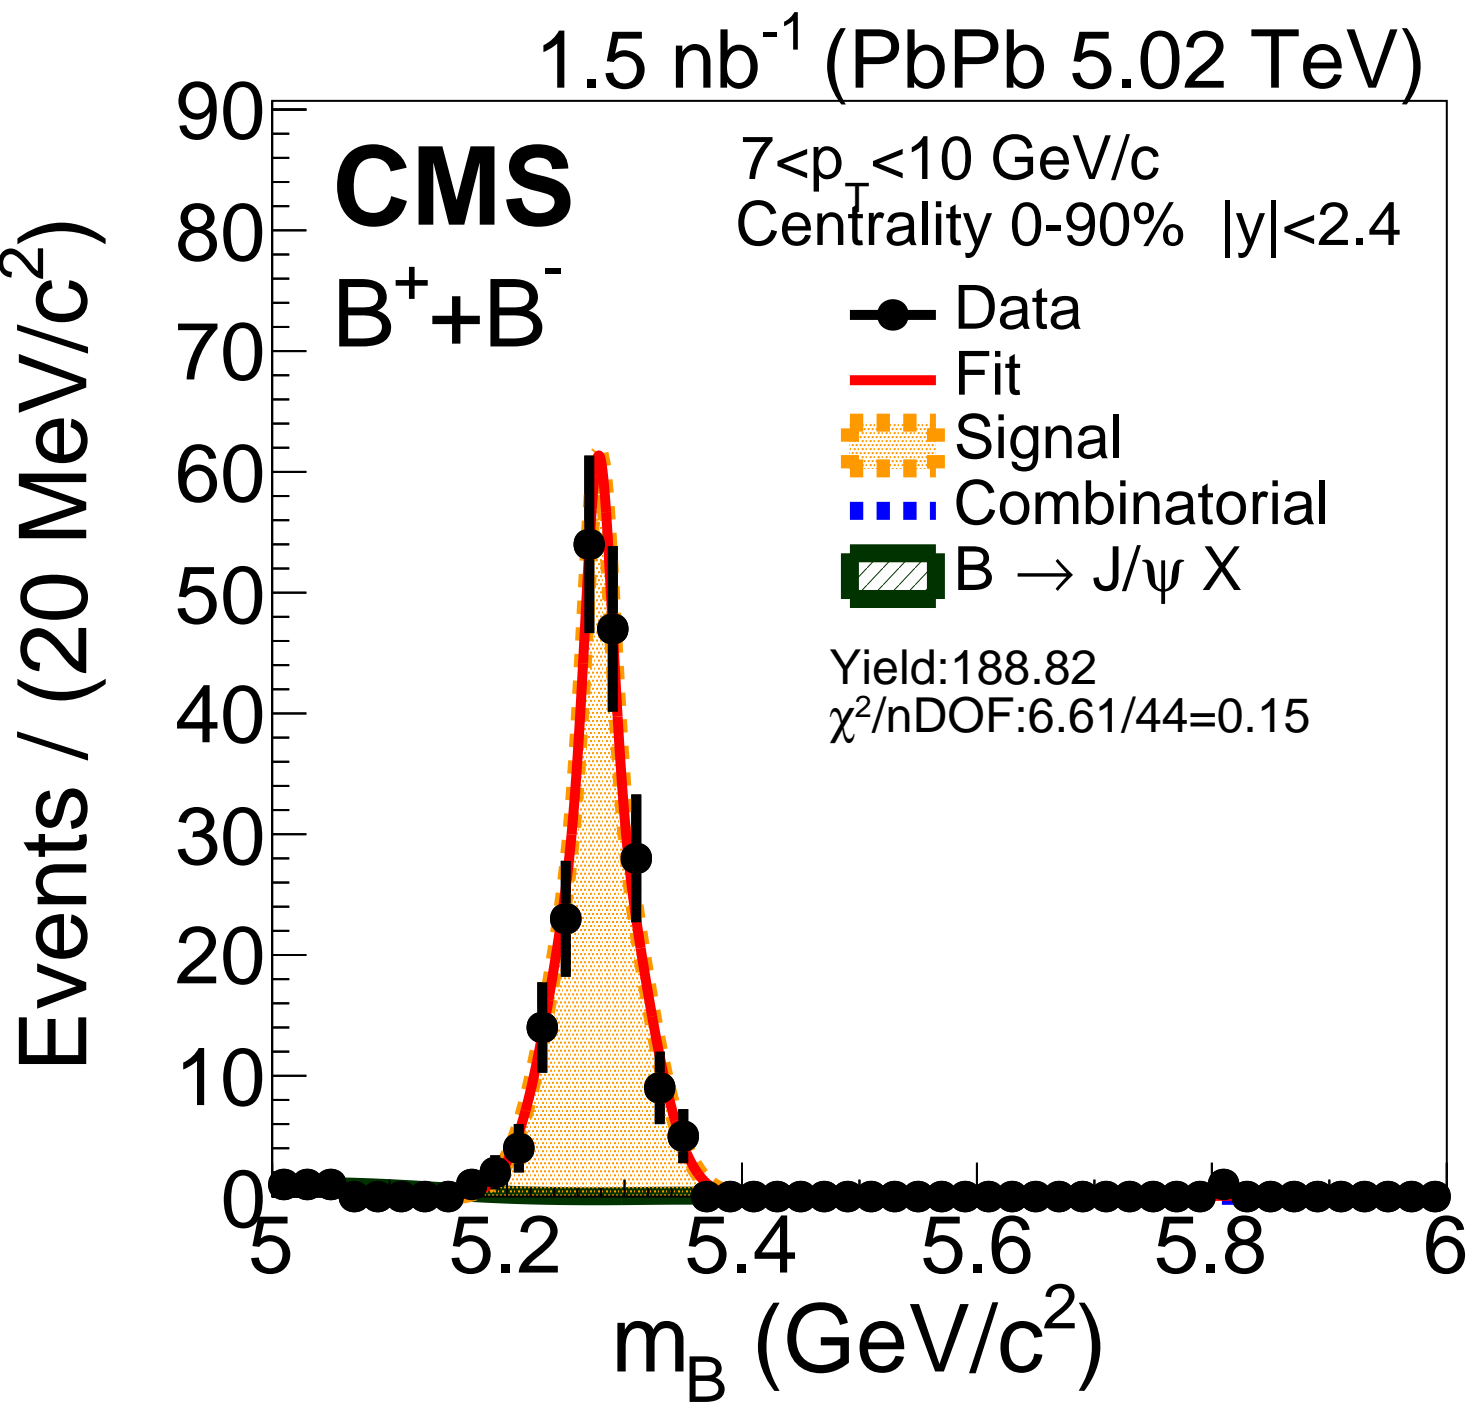 1.5 nb⁻¹ (PbPb 5.02 TeV)
CMS
B⁺+B⁻
7<p_T<10 GeV/c
Centrality 0-90% |y|<2.4
Data
Fit
Signal
Combinatorial
B → J/ψ X
Yield:188.82
χ²/nDOF:6.61/44=0.15
Events / (20 MeV/c²)
90
80
70
60
50
40
30
20
10
0
5 5.2 5.4 5.6 5.8 6
m_B (GeV/c²)